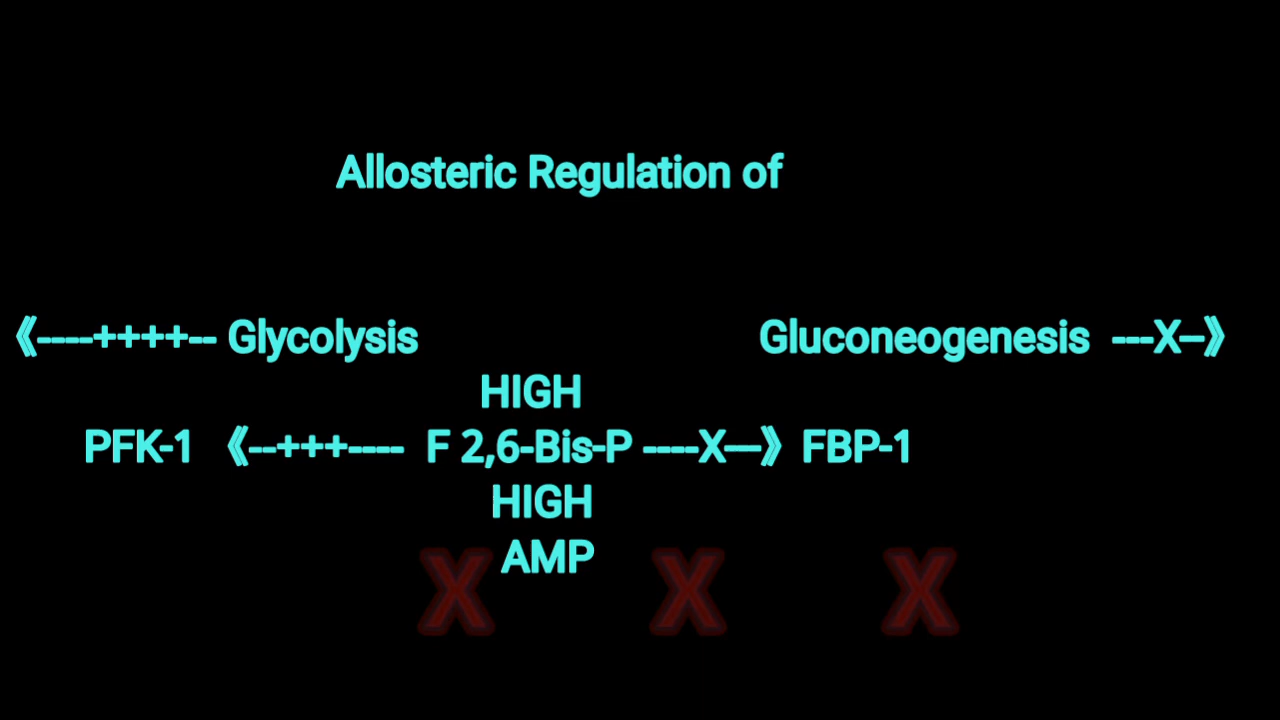 Allosteric Regulation of
《----++++-- Glycolysis Gluconeogenesis ---X--》
HIGH
PFK-1 《--+++---- F 2,6-Bis-P ----X---》 FBP-1
HIGH
AMP
X X X